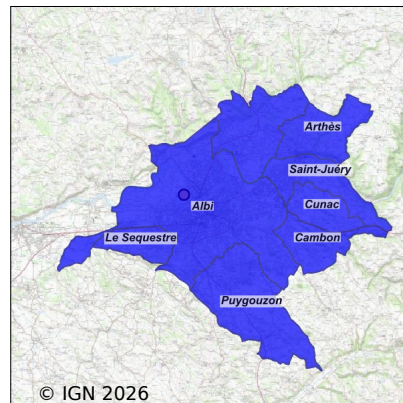 Arthès
Saint-Juéry
Albi
Cunac
Le Sequestre
Cambon
Puygouzon
© IGN 2026